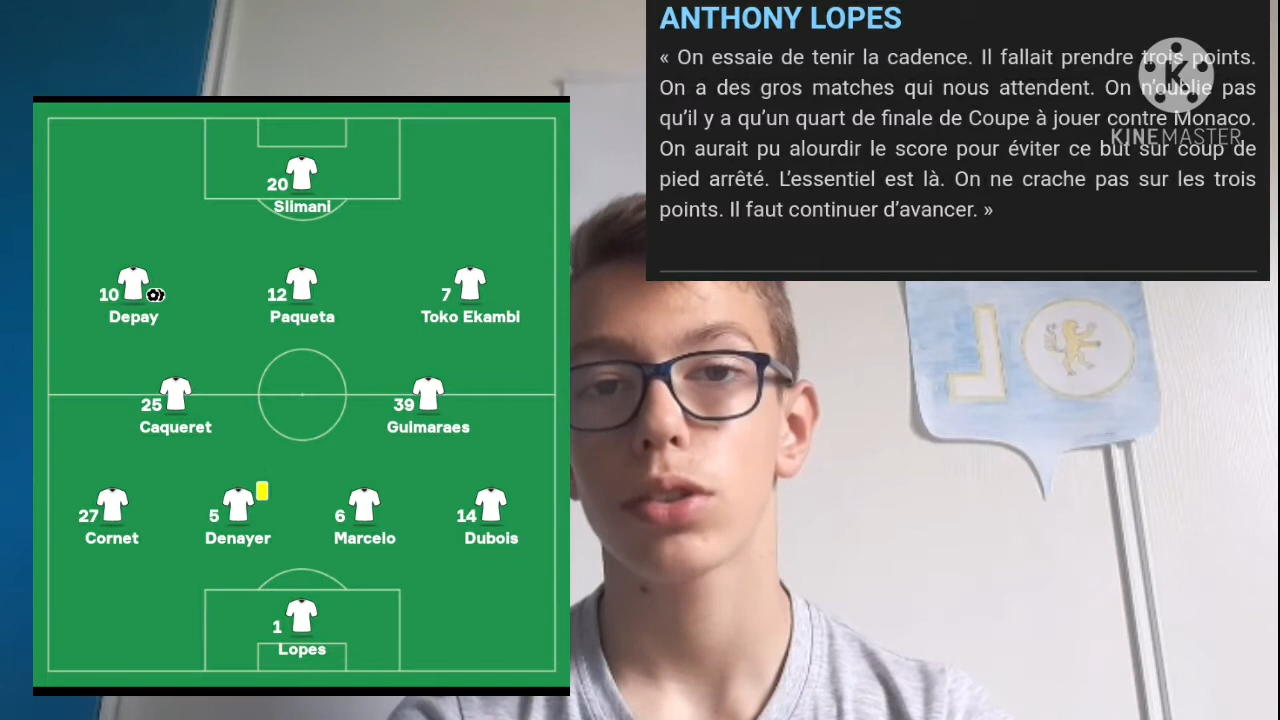 ANTHONY LOPES
« On essaie de tenir la cadence. Il fallait prendre trois points.
On a des gros matches qui nous attendent. On n'oublie pas
qu'il y a qu'un quart de finale de Coupe à jouer contre Monaco.
On aurait pu alourdir le score pour éviter ce but sur coup de
pied arrêté. L'essentiel est là. On ne crache pas sur les trois
points. Il faut continuer d'avancer. »
K
KINEMASTER
20
Slimani
10
Depay
12
Paqueta
7
Toko Ekambi
25
Caqueret
39
Guimaraes
27
Cornet
5
Denayer
6
Marcelo
14
Dubois
1
Lopes